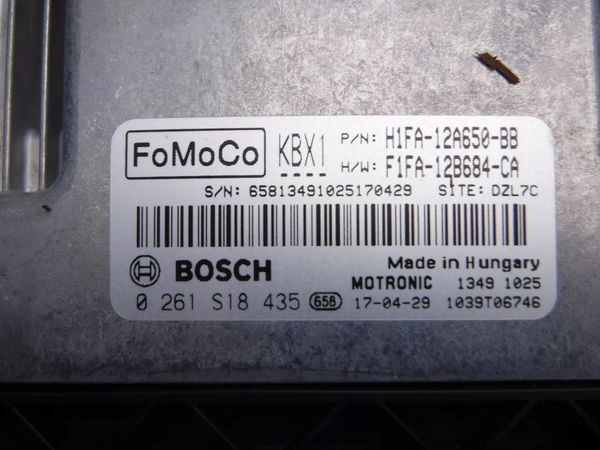 FoMoCo KBX1 P/N: H1FA-12A650-BB
H/W: F1FA-12B684-CA
S/N: 65813491025170429 SITE: DZL7C
BOSCH Made in Hungary
MOTRONIC 1349 1025
0 261 S18 435 658 17-04-29 1039T06746